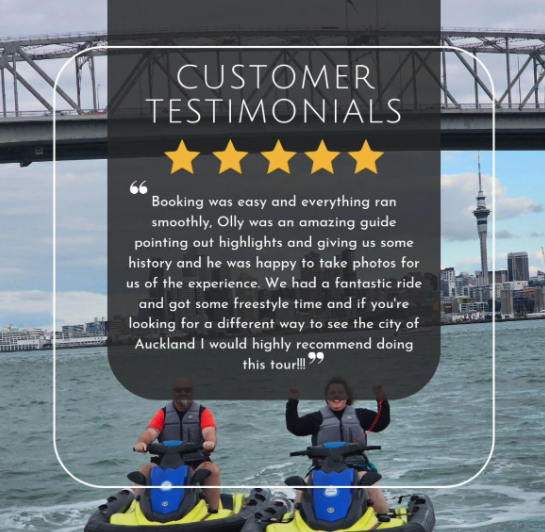 CUSTOMER
TESTIMONIALS
❝ Booking was easy and everything ran
smoothly, Olly was an amazing guide
pointing out highlights and giving us some
history and he was happy to take photos for
us of the experience. We had a fantastic ride
and got some freestyle time and if you're
looking for a different way to see the city of
Auckland I would highly recommend doing
this tour!!! ❞